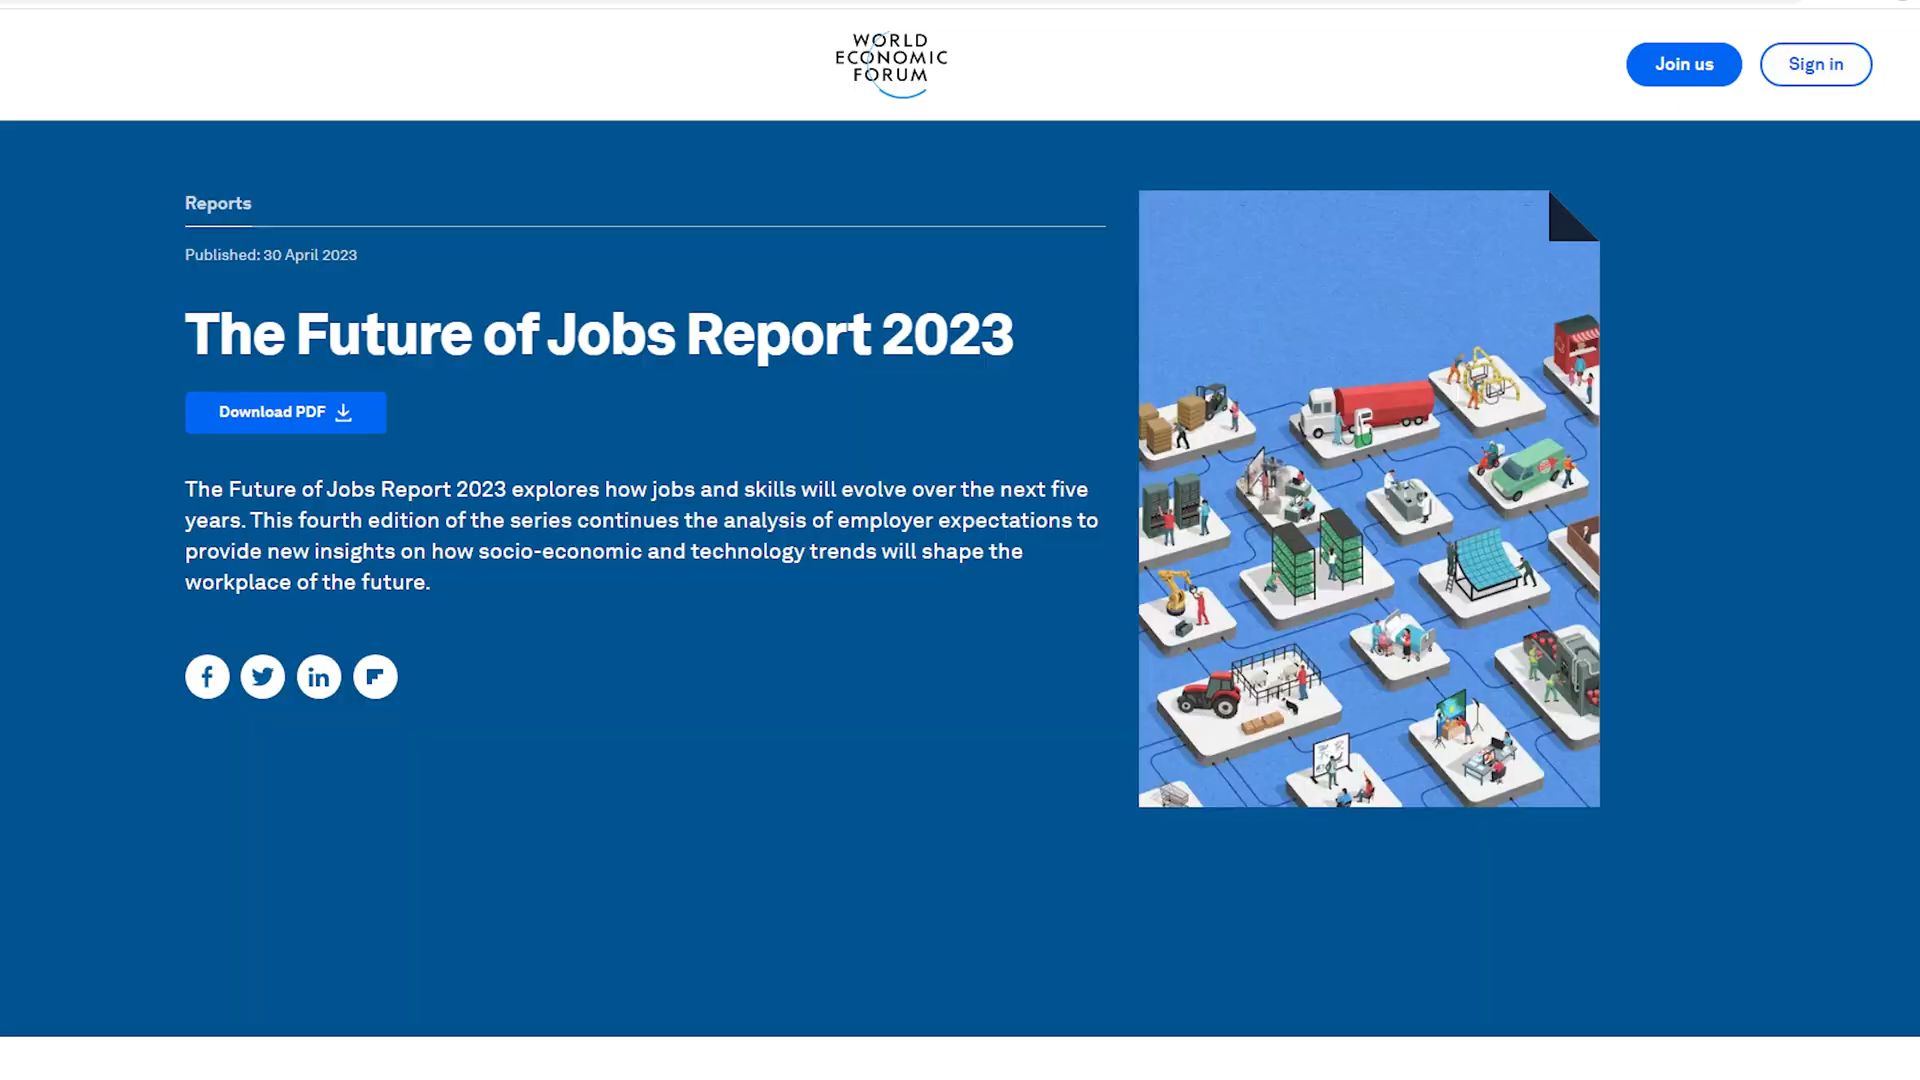 WORLD
ECONOMIC
FORUM
Join us
Sign in
Reports
Published: 30 April 2023
The Future of Jobs Report 2023
Download PDF
The Future of Jobs Report 2023 explores how jobs and skills will evolve over the next five
years. This fourth edition of the series continues the analysis of employer expectations to
provide new insights on how socio-economic and technology trends will shape the
workplace of the future.